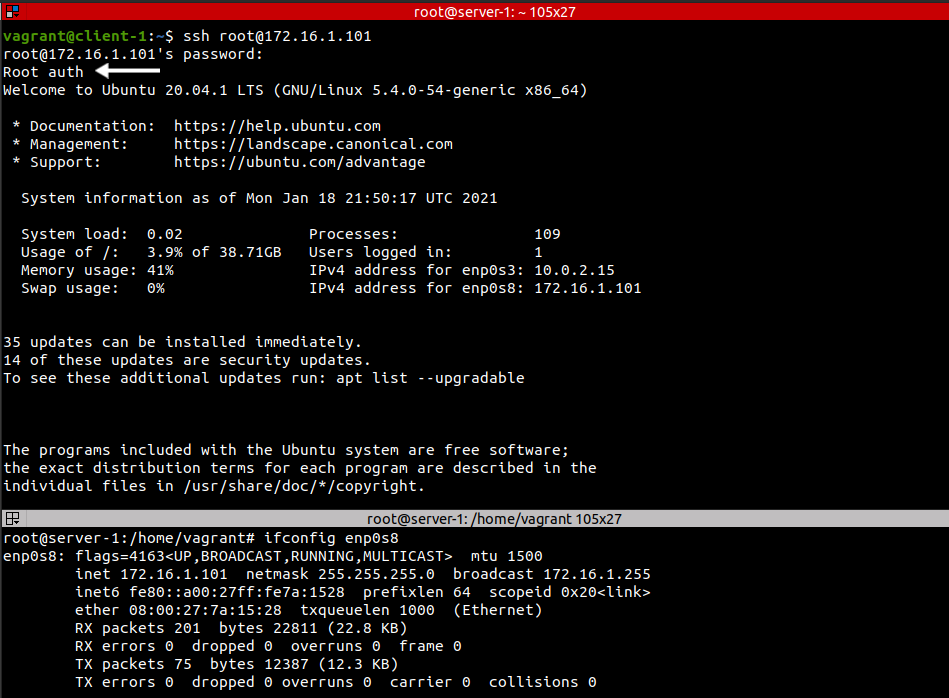 root@server-1: ~ 105x27
vagrant@client-1:~$ ssh root@172.16.1.101
root@172.16.1.101's password:
Root auth
Welcome to Ubuntu 20.04.1 LTS (GNU/Linux 5.4.0-54-generic x86_64)
* Documentation:  https://help.ubuntu.com
* Management:     https://landscape.canonical.com
* Support:        https://ubuntu.com/advantage
System information as of Mon Jan 18 21:50:17 UTC 2021
System load:  0.02              Processes:               109
Usage of /:   3.9% of 38.71GB   Users logged in:         1
Memory usage: 41%               IPv4 address for enp0s3: 10.0.2.15
Swap usage:   0%                IPv4 address for enp0s8: 172.16.1.101
35 updates can be installed immediately.
14 of these updates are security updates.
To see these additional updates run: apt list --upgradable
The programs included with the Ubuntu system are free software;
the exact distribution terms for each program are described in the
individual files in /usr/share/doc/*/copyright.
root@server-1: /home/vagrant 105x27
root@server-1:/home/vagrant# ifconfig enp0s8
enp0s8: flags=4163<UP,BROADCAST,RUNNING,MULTICAST>  mtu 1500
inet 172.16.1.101  netmask 255.255.255.0  broadcast 172.16.1.255
inet6 fe80::a00:27ff:fe7a:1528  prefixlen 64  scopeid 0x20<link>
ether 08:00:27:7a:15:28  txqueuelen 1000  (Ethernet)
RX packets 201  bytes 22811 (22.8 KB)
RX errors 0  dropped 0  overruns 0  frame 0
TX packets 75  bytes 12387 (12.3 KB)
TX errors 0  dropped 0 overruns 0  carrier 0  collisions 0